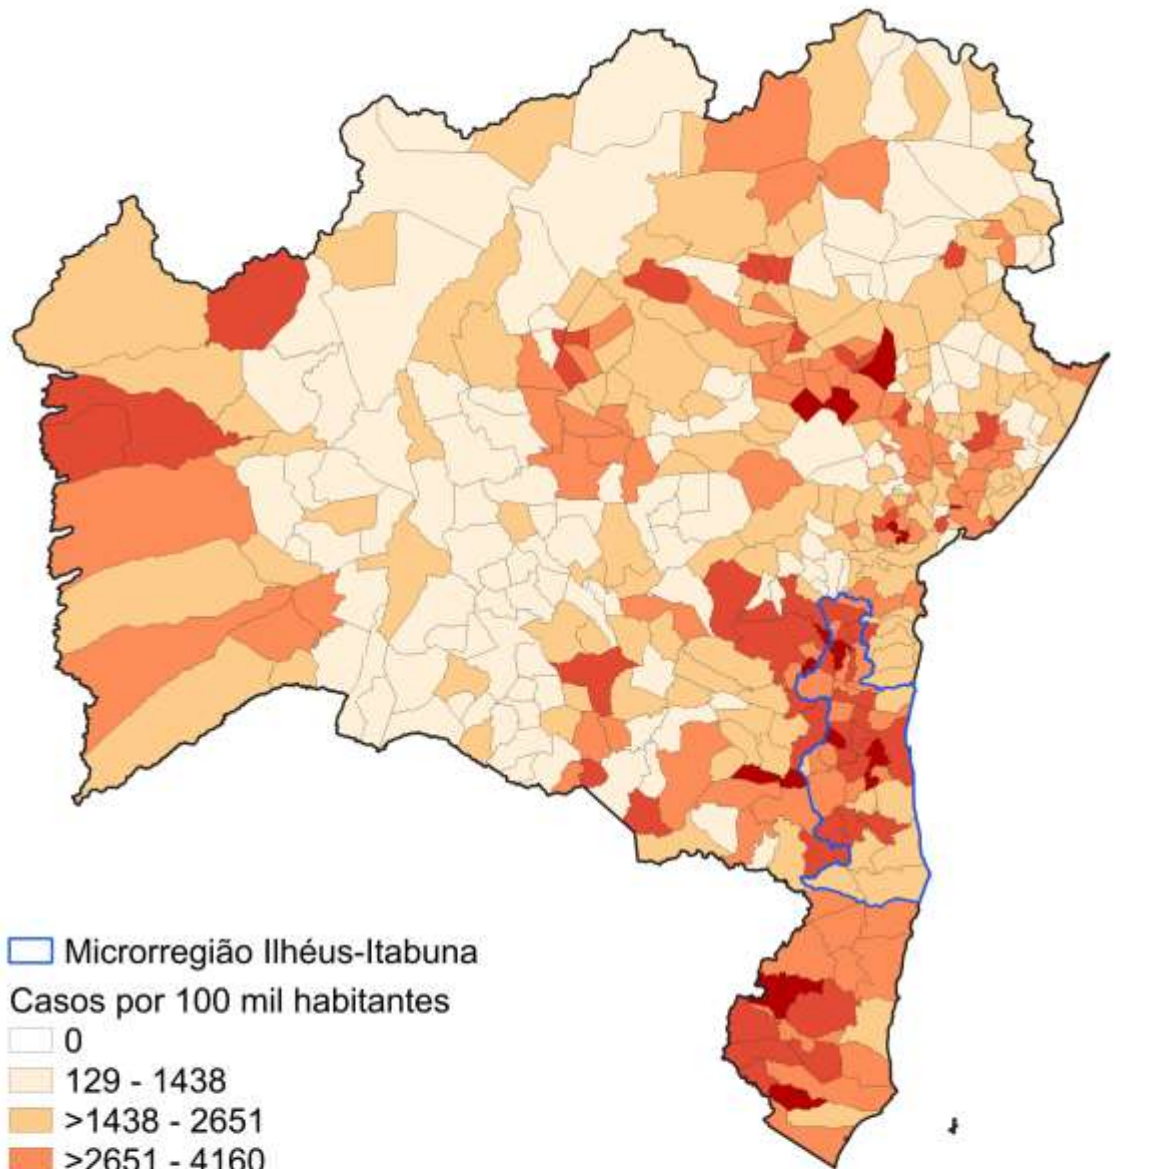 Microrregião Ilhéus-Itabuna
Casos por 100 mil habitantes
0
129 - 1438
>1438 - 2651
>2651 - 4160